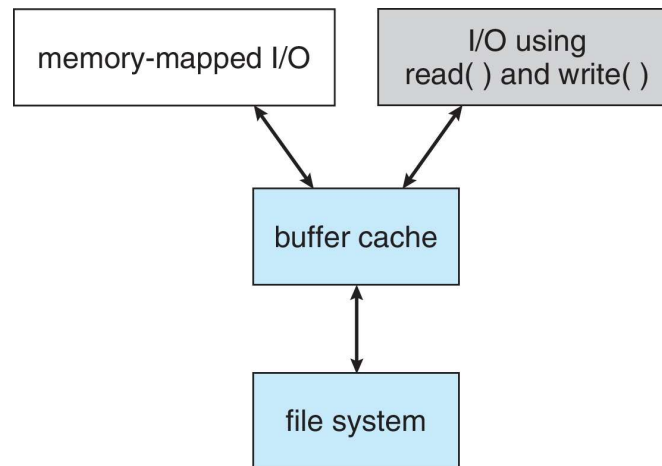 memory-mapped I/O
I/O using
read( ) and write( )
buffer cache
file system